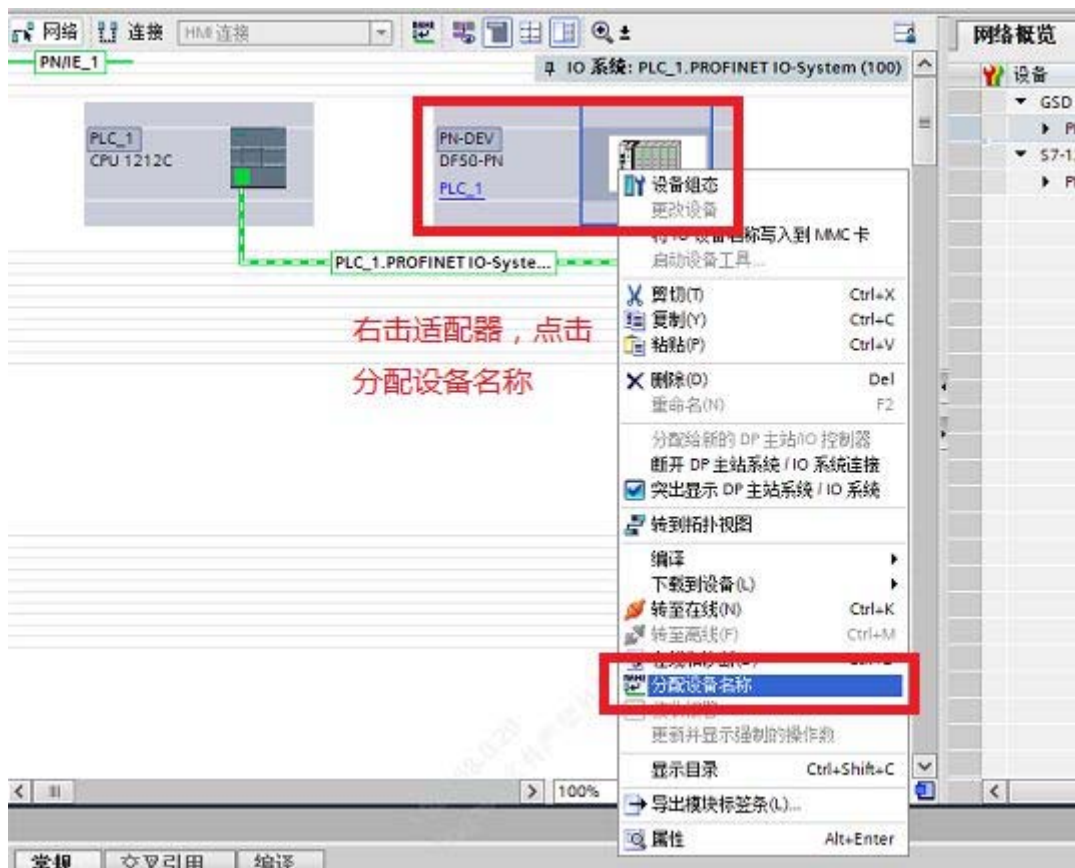 网络 连接 HMI 连接
网络概览
PN/IE_1
IO 系统: PLC_1.PROFINET IO-System (100)
设备
GSD
S7-1
PLC_1
CPU 1212C
PN-DEV
DF50-PN
PLC_1
PLC_1.PROFINET IO-Syste...
右击适配器，点击
分配设备名称
设备组态
更改设备
将 IO 设备名称写入到 MMC 卡
启动设备工具...
剪切(T) Ctrl+X
复制(Y) Ctrl+C
粘贴(P) Ctrl+V
删除(D) Del
重命名(N) F2
分配给新的 DP 主站/IO 控制器
断开 DP 主站系统 / IO 系统连接
突出显示 DP 主站系统 / IO 系统
转到拓扑视图
编译
下载到设备(L)
转至在线(N) Ctrl+K
转至离线(F) Ctrl+M
在线和诊断(D)
分配设备名称
更新并显示强制的操作数
显示目录 Ctrl+Shift+C
100%
导出模块标签条(L)...
属性 Alt+Enter
常规 交叉引用 编译